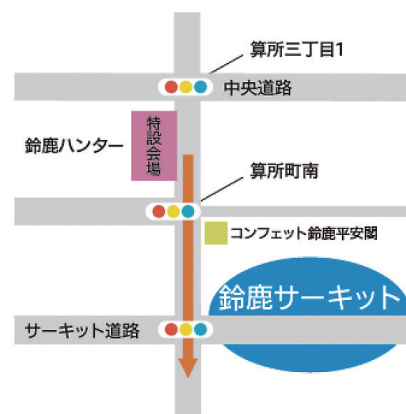 算所三丁目1
中央道路
特設会場
鈴鹿ハンター
算所町南
コンフェット鈴鹿平安閣
鈴鹿サーキット
サーキット道路